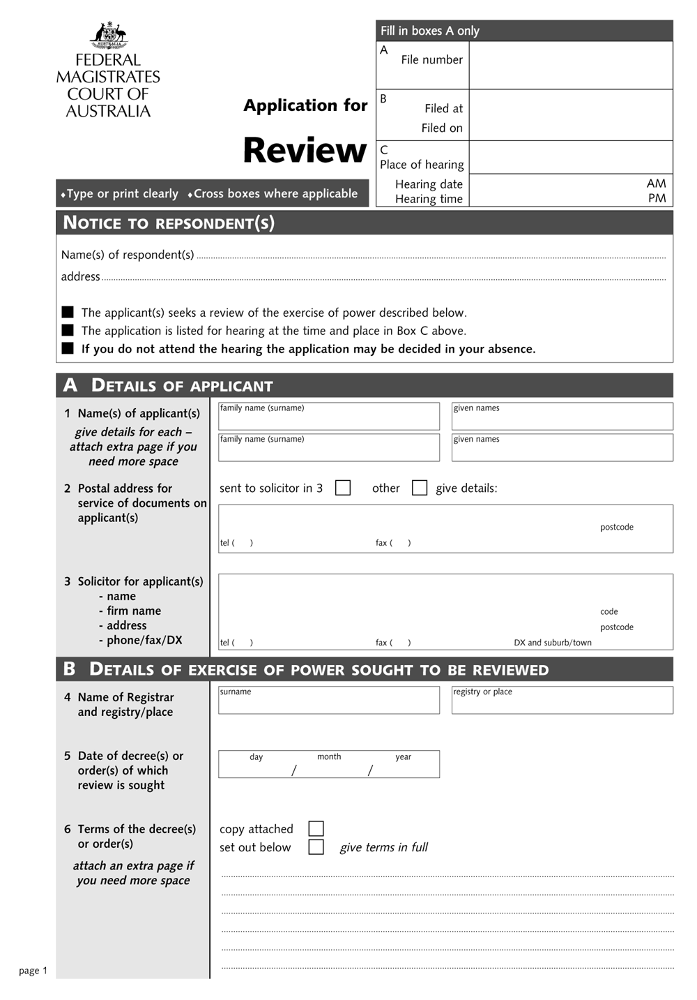 AUSTRALIA
FEDERAL
MAGISTRATES
COURT OF
AUSTRALIA
Application for
Review
♦Type or print clearly ♦Cross boxes where applicable
Fill in boxes A only
A
File number
B
Filed at
Filed on
C
Place of hearing
Hearing date AM
Hearing time PM
NOTICE TO REPSONDENT(S)
Name(s) of respondent(s)
address
The applicant(s) seeks a review of the exercise of power described below.
The application is listed for hearing at the time and place in Box C above.
If you do not attend the hearing the application may be decided in your absence.
A DETAILS OF APPLICANT
1 Name(s) of applicant(s)
give details for each –
attach extra page if you
need more space
family name (surname) given names
family name (surname) given names
2 Postal address for
service of documents on
applicant(s)
sent to solicitor in 3 other give details:
postcode
tel ( ) fax ( )
3 Solicitor for applicant(s)
- name
- firm name
- address
- phone/fax/DX
code
postcode
tel ( ) fax ( ) DX and suburb/town
B DETAILS OF EXERCISE OF POWER SOUGHT TO BE REVIEWED
4 Name of Registrar
and registry/place
surname registry or place
5 Date of decree(s) or
order(s) of which
review is sought
day month year
/ /
6 Terms of the decree(s)
or order(s)
attach an extra page if
you need more space
copy attached
set out below give terms in full
page 1